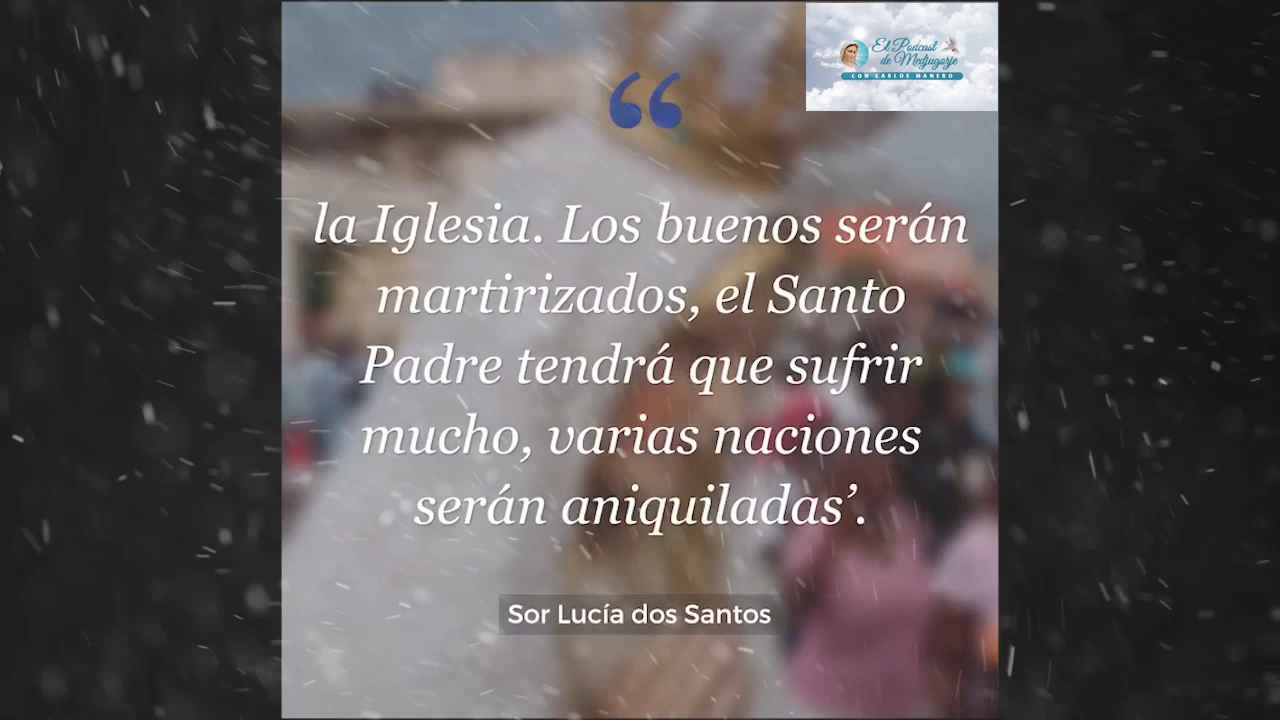 El Podcast
de Medjugorje
CON CARLOS MANERO
“
la Iglesia. Los buenos serán
martirizados, el Santo
Padre tendrá que sufrir
mucho, varias naciones
serán aniquiladas’.
Sor Lucía dos Santos